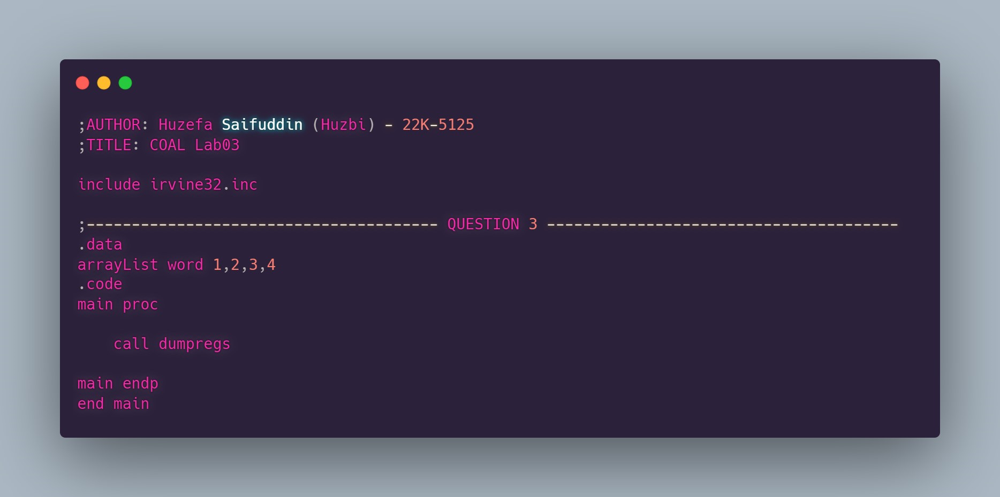 ;AUTHOR: Huzefa Saifuddin (Huzbi) - 22K-5125
;TITLE: COAL Lab03
include irvine32.inc
;--------------------------------------- QUESTION 3 ---------------------------------------
.data
arrayList word 1,2,3,4
.code
main proc
call dumpregs
main endp
end main